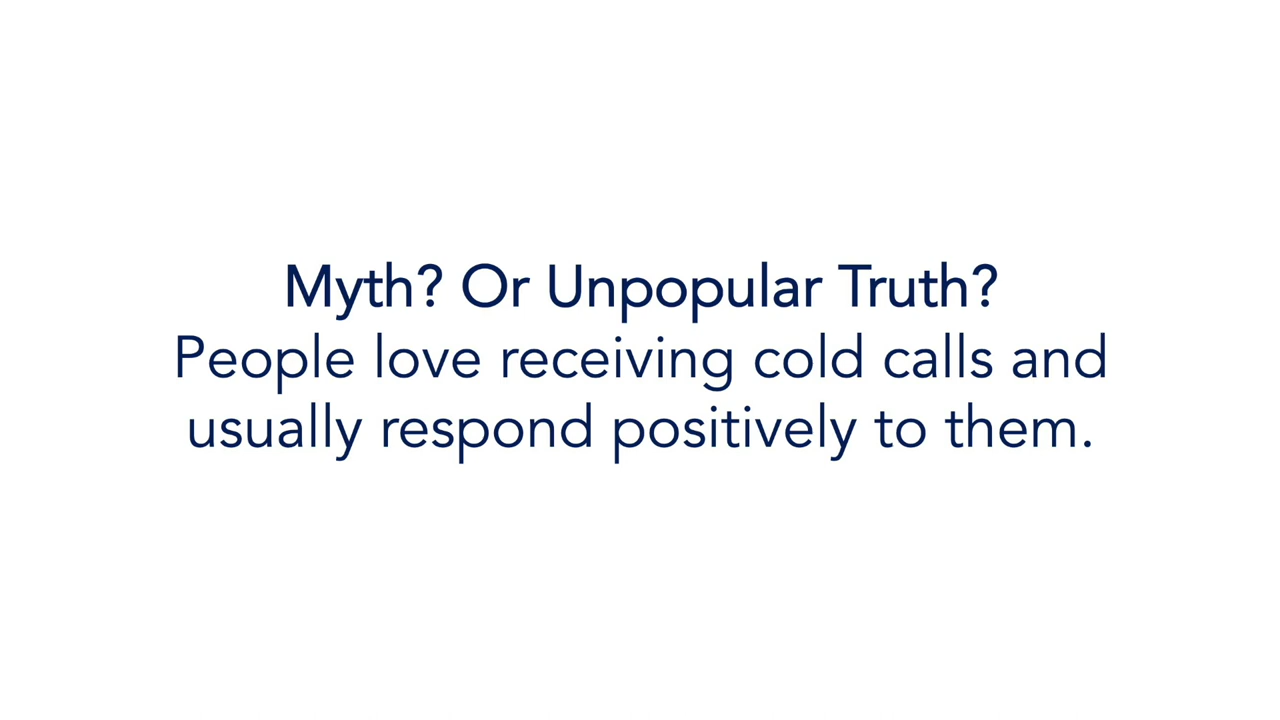 Myth? Or Unpopular Truth?
People love receiving cold calls and
usually respond positively to them.